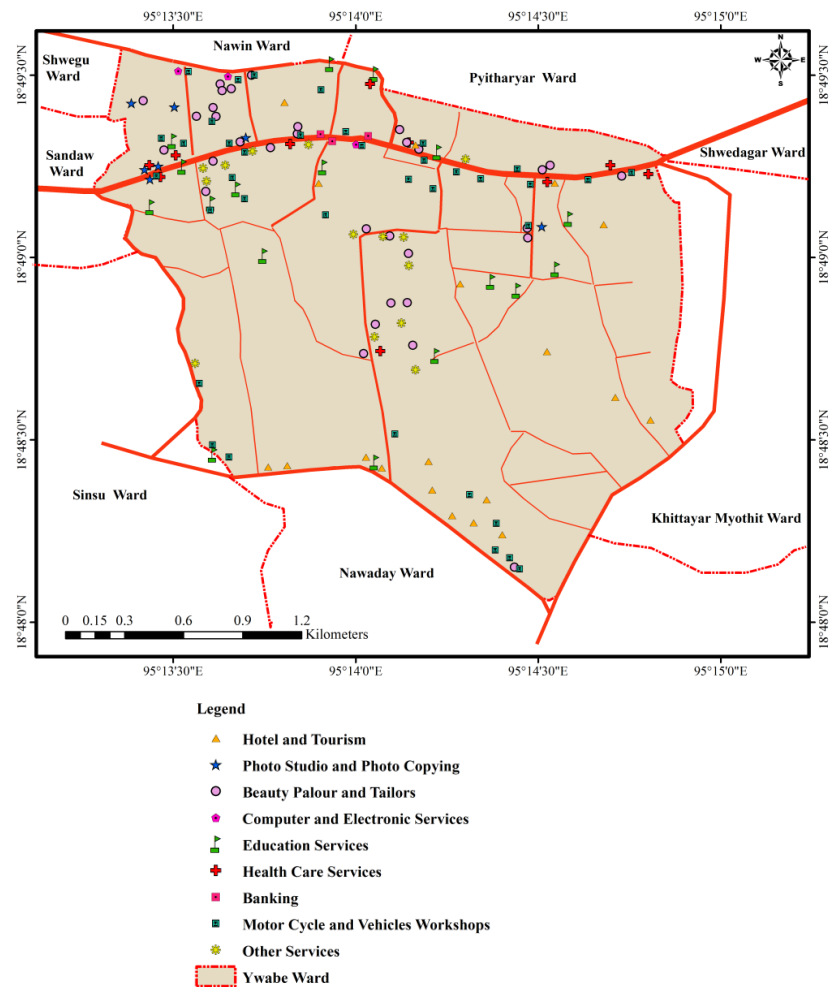 95°13'30"E 95°14'0"E 95°14'30"E 95°15'0"E
Nawin Ward
Shwegu
Ward
Pyitharyar Ward
N
W E
S
18°49'30"N 18°49'30"N
Sandaw
Ward
Shwedagar Ward
18°49'0"N 18°49'0"N
18°48'30"N 18°48'30"N
Sinsu Ward
Khittayar Myothit Ward
Nawaday Ward
18°48'0"N 18°48'0"N
0 0.15 0.3 0.6 0.9 1.2
Kilometers
95°13'30"E 95°14'0"E 95°14'30"E 95°15'0"E
Legend
Hotel and Tourism
Photo Studio and Photo Copying
Beauty Palour and Tailors
Computer and Electronic Services
Education Services
Health Care Services
Banking
Motor Cycle and Vehicles Workshops
Other Services
Ywabe Ward